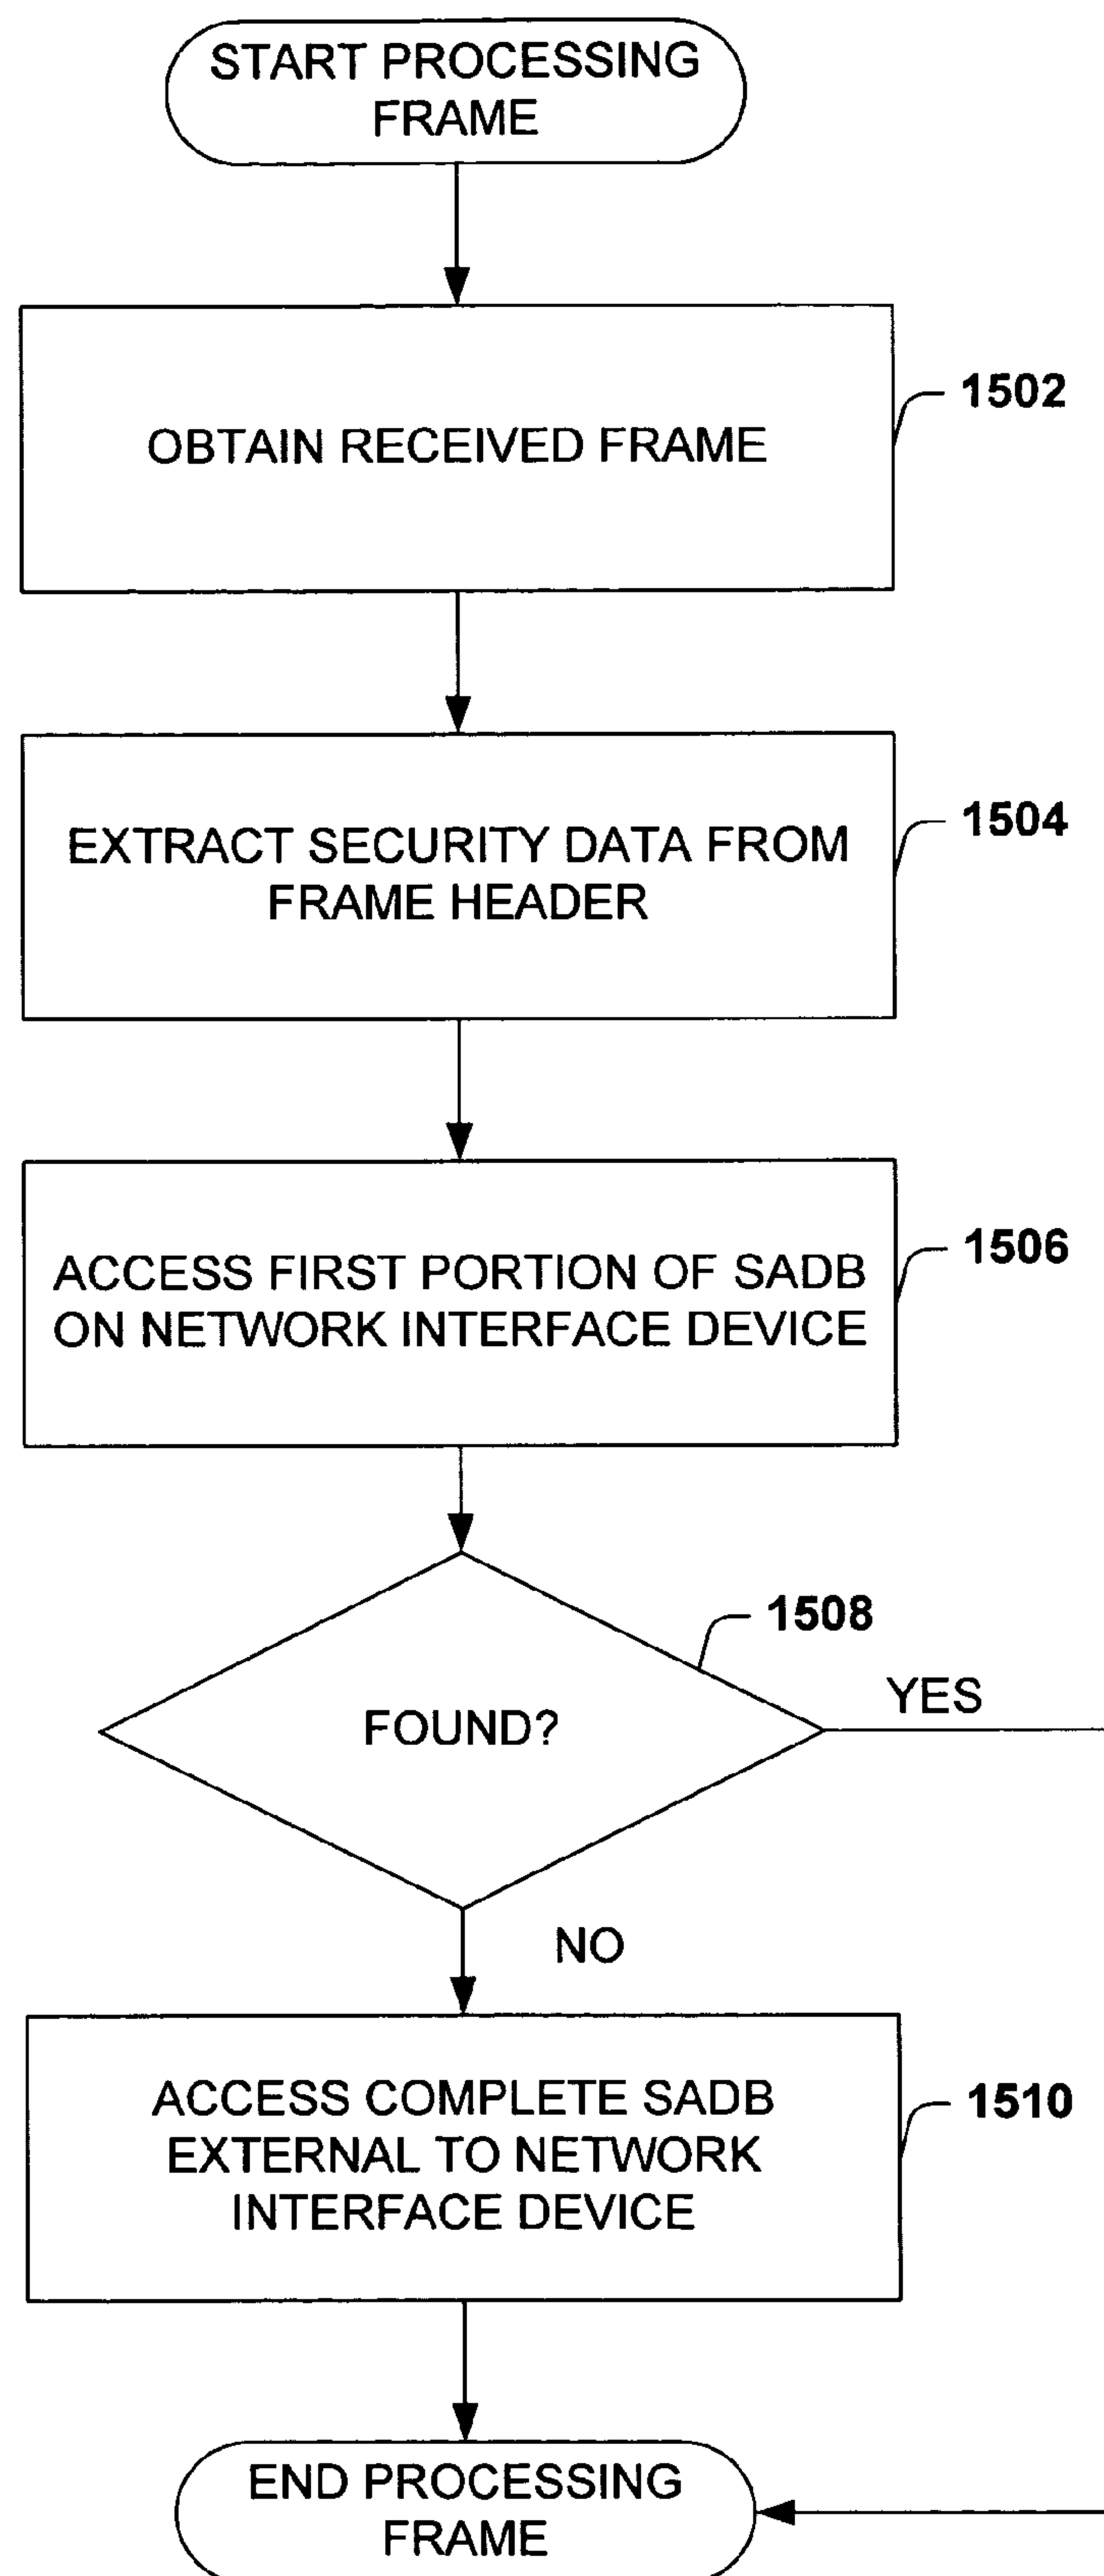 START PROCESSING
FRAME
1502
OBTAIN RECEIVED FRAME
1504
EXTRACT SECURITY DATA FROM
FRAME HEADER
1506
ACCESS FIRST PORTION OF SADB
ON NETWORK INTERFACE DEVICE
1508
YES
FOUND?
NO
1510
ACCESS COMPLETE SADB
EXTERNAL TO NETWORK
INTERFACE DEVICE
END PROCESSING
FRAME